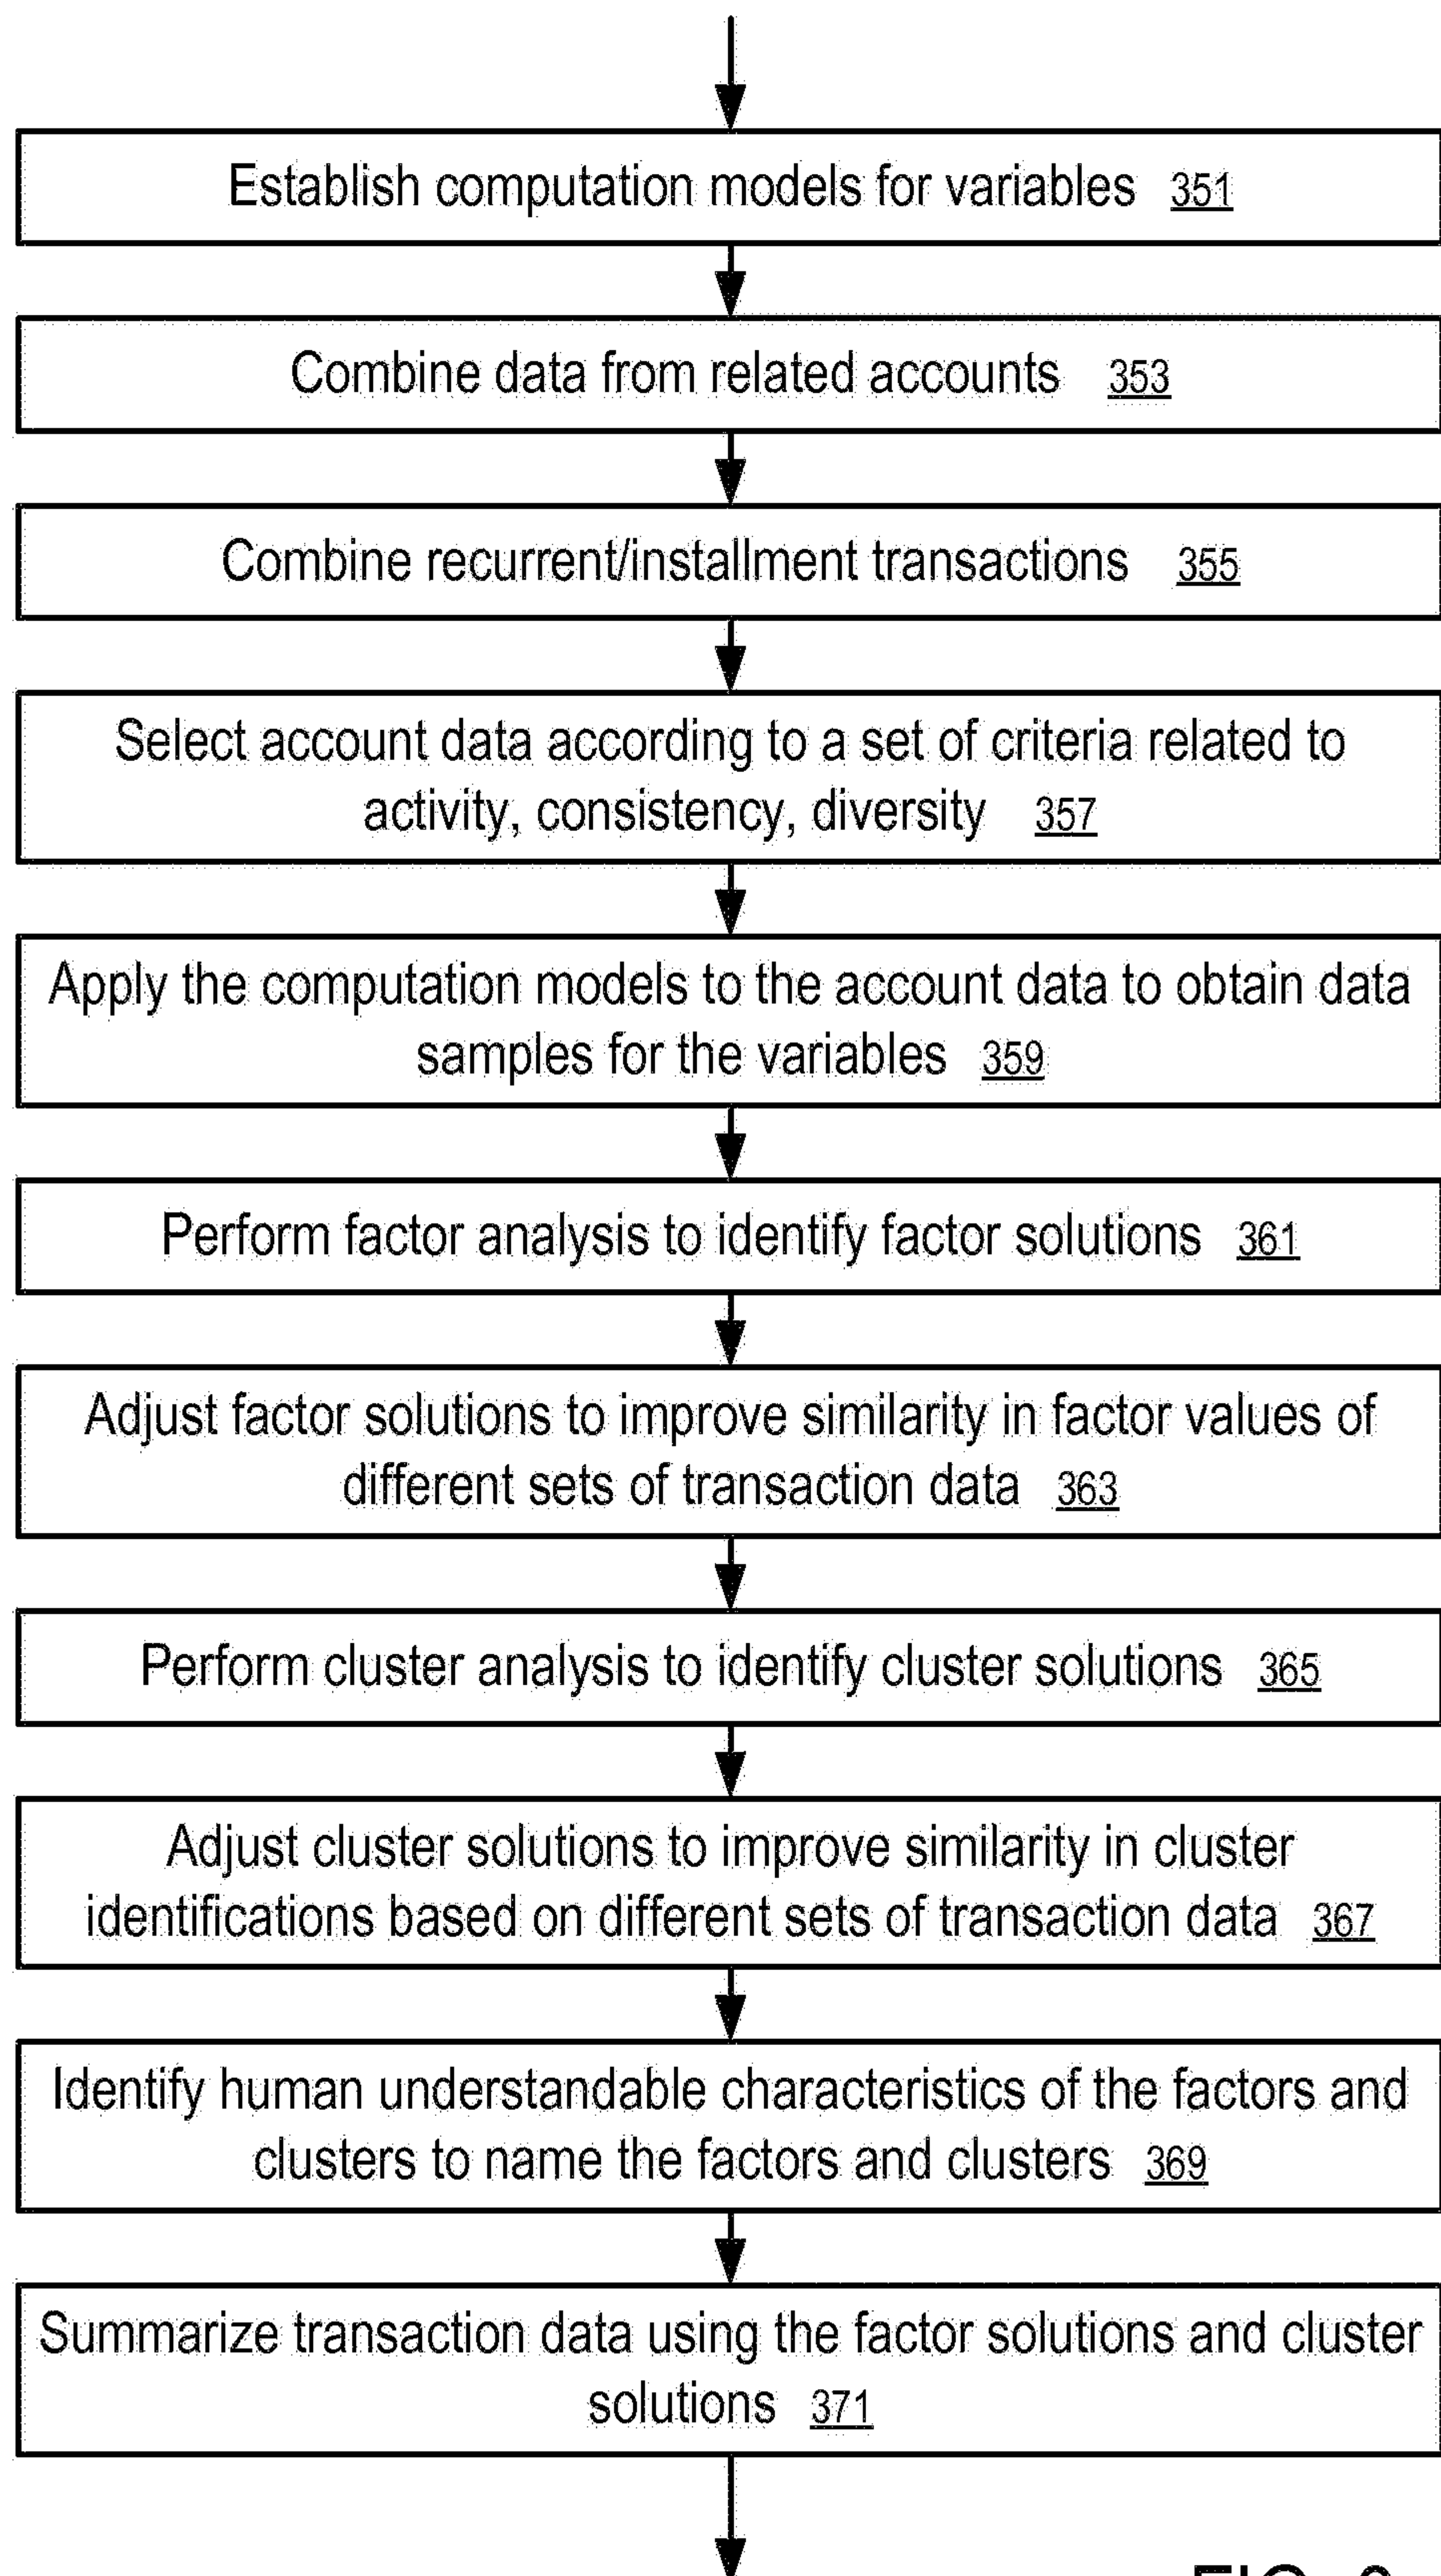 Establish computation models for variables 351
Combine data from related accounts 353
Combine recurrent/installment transactions 355
Select account data according to a set of criteria related to
activity, consistency, diversity 357
Apply the computation models to the account data to obtain data
samples for the variables 359
Perform factor analysis to identify factor solutions 361
Adjust factor solutions to improve similarity in factor values of
different sets of transaction data 363
Perform cluster analysis to identify cluster solutions 365
Adjust cluster solutions to improve similarity in cluster
identifications based on different sets of transaction data 367
Identify human understandable characteristics of the factors and
clusters to name the factors and clusters 369
Summarize transaction data using the factor solutions and cluster
solutions 371